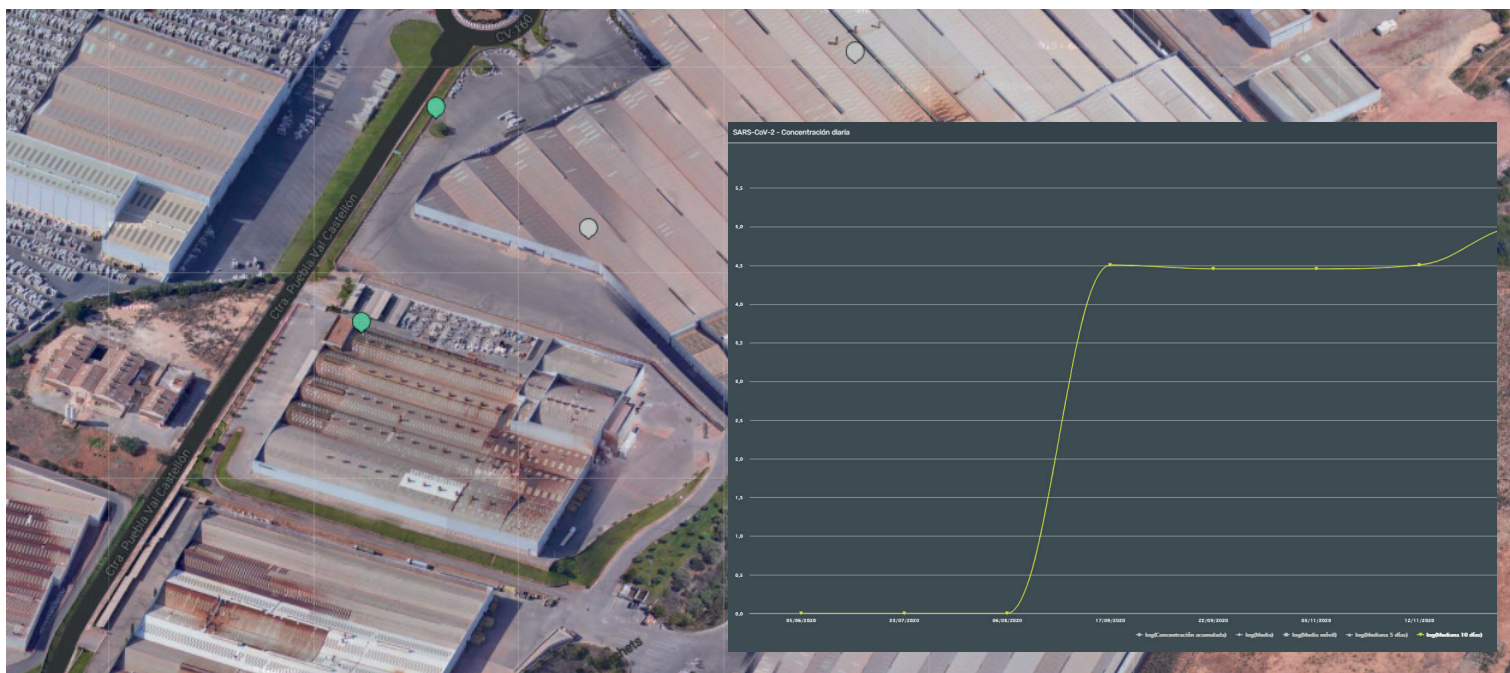 CV-160
Ctra. Puebla Val Castellón
Ctra. Puebla Val Castellón
SARS-CoV-2 - Concentración diaria
5,5
5,0
4,5
4,0
3,5
3,0
2,5
2,0
1,5
1,0
0,5
0,0
05/06/2020 23/07/2020 06/08/2020 17/09/2020 22/09/2020 05/11/2020 12/11/2020
log(Concentración acumulada) log(Media) log(Media móvil) log(Mediana 5 días) log(Mediana 10 días)